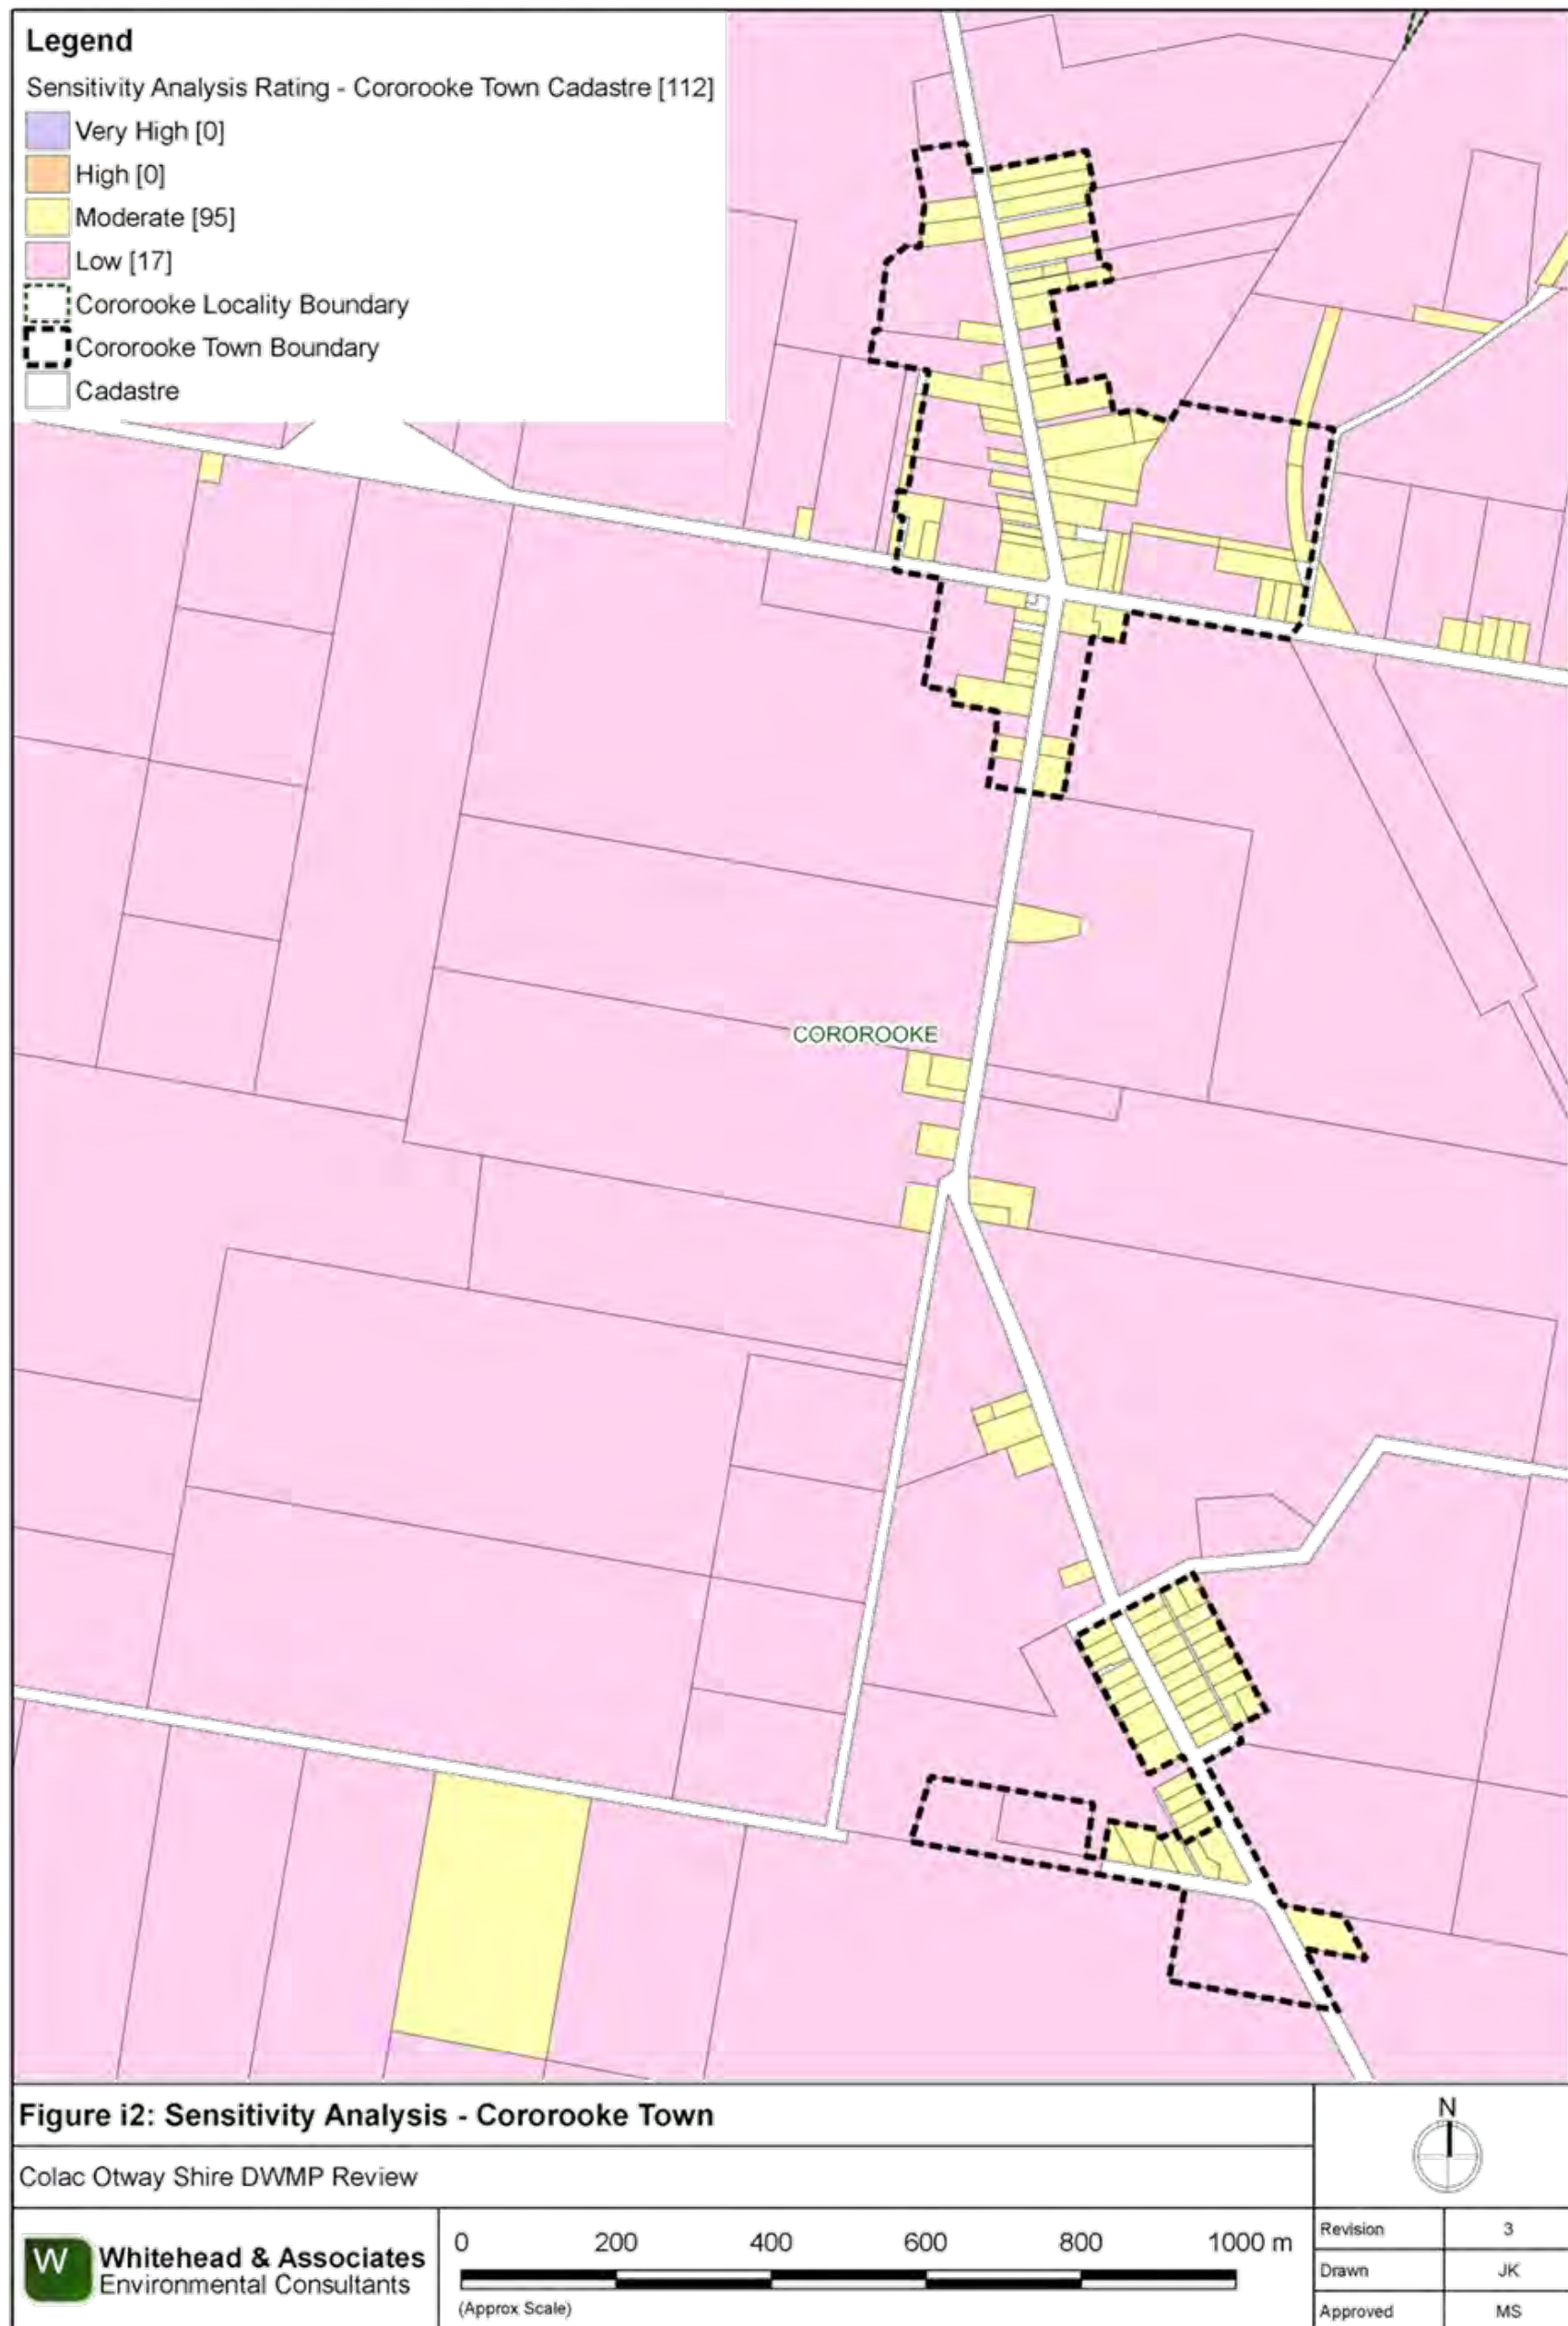 Legend
Sensitivity Analysis Rating - Cororooke Town Cadastre [112]
Very High [0]
High [0]
Moderate [95]
Low [17]
Cororooke Locality Boundary
Cororooke Town Boundary
Cadastre
COROROOKE
Figure i2: Sensitivity Analysis - Cororooke Town
Colac Otway Shire DWMP Review
N
W
Whitehead & Associates
Environmental Consultants
0 200 400 600 800 1000 m
(Approx Scale)
Revision 3
Drawn JK
Approved MS